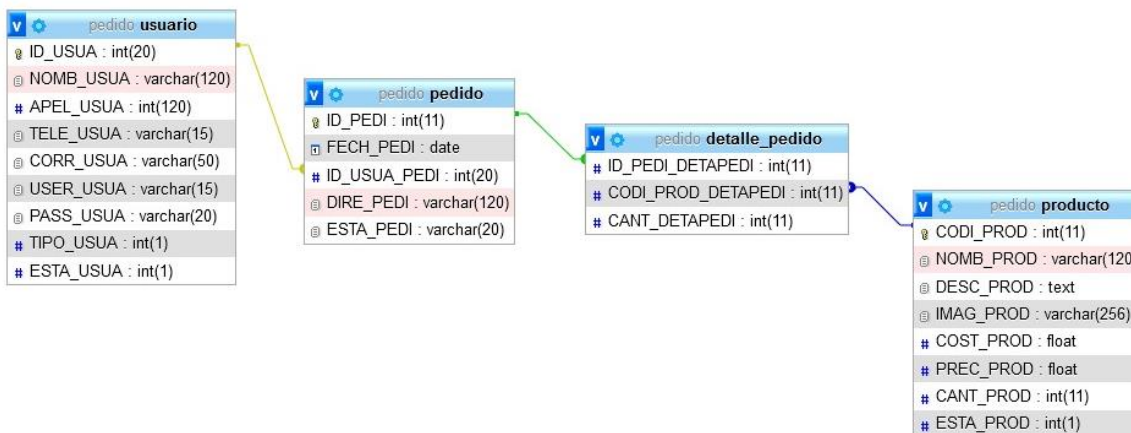 pedido usuario
ID_USUA : int(20)
NOMB_USUA : varchar(120)
APEL_USUA : int(120)
TELE_USUA : varchar(15)
CORR_USUA : varchar(50)
USER_USUA : varchar(15)
PASS_USUA : varchar(20)
TIPO_USUA : int(1)
ESTA_USUA : int(1)
pedido pedido
ID_PEDI : int(11)
FECH_PEDI : date
ID_USUA_PEDI : int(20)
DIRE_PEDI : varchar(120)
ESTA_PEDI : varchar(20)
pedido detalle_pedido
ID_PEDI_DETAPEDI : int(11)
CODI_PROD_DETAPEDI : int(11)
CANT_DETAPEDI : int(11)
pedido producto
CODI_PROD : int(11)
NOMB_PROD : varchar(120
DESC_PROD : text
IMAG_PROD : varchar(256)
COST_PROD : float
PREC_PROD : float
CANT_PROD : int(11)
ESTA_PROD : int(1)